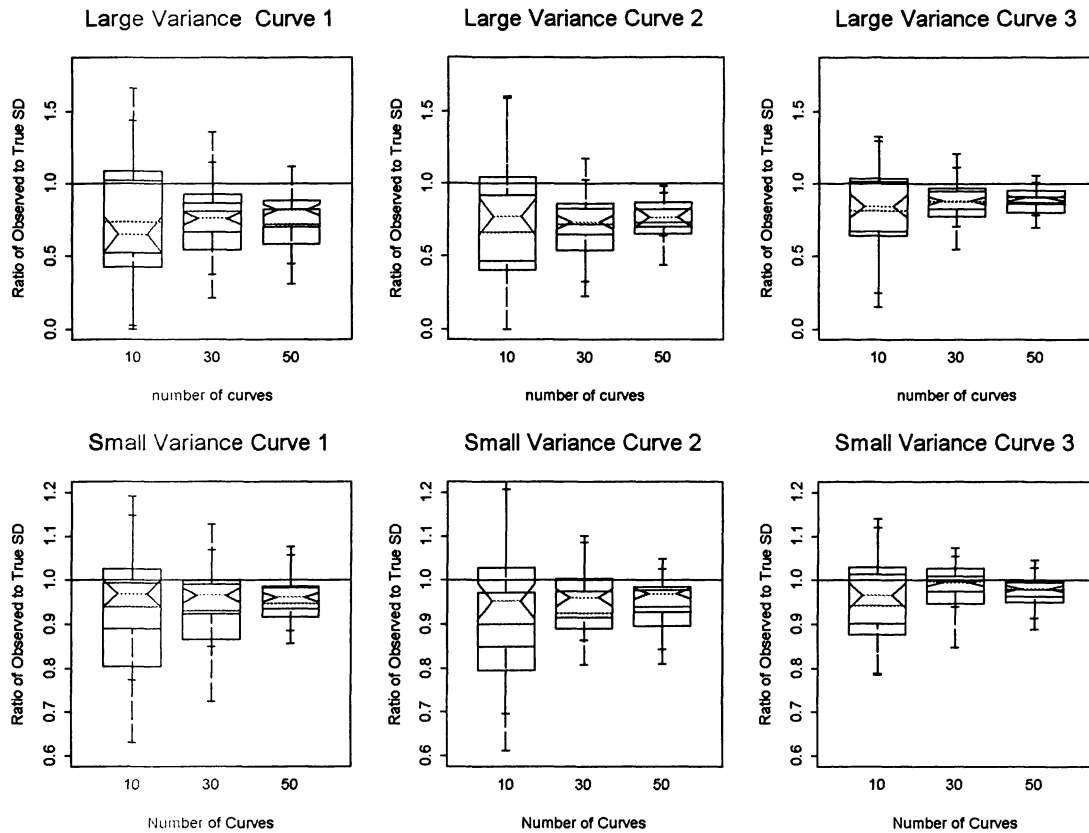 Large Variance Curve 1
Large Variance Curve 2
Large Variance Curve 3
Ratio of Observed to True SD
0.0 0.5 1.0 1.5
10 30 50
number of curves
Ratio of Observed to True SD
0.0 0.5 1.0 1.5
10 30 50
number of curves
Ratio of Observed to True SD
0.0 0.5 1.0 1.5
10 30 50
number of curves
Small Variance Curve 1
Small Variance Curve 2
Small Variance Curve 3
Ratio of Observed to True SD
0.6 0.7 0.8 0.9 1.0 1.1 1.2
10 30 50
Number of Curves
Ratio of Observed to True SD
0.6 0.7 0.8 0.9 1.0 1.1 1.2
10 30 50
Number of Curves
Ratio of Observed to True SD
0.6 0.7 0.8 0.9 1.0 1.1 1.2
10 30 50
Number of Curves